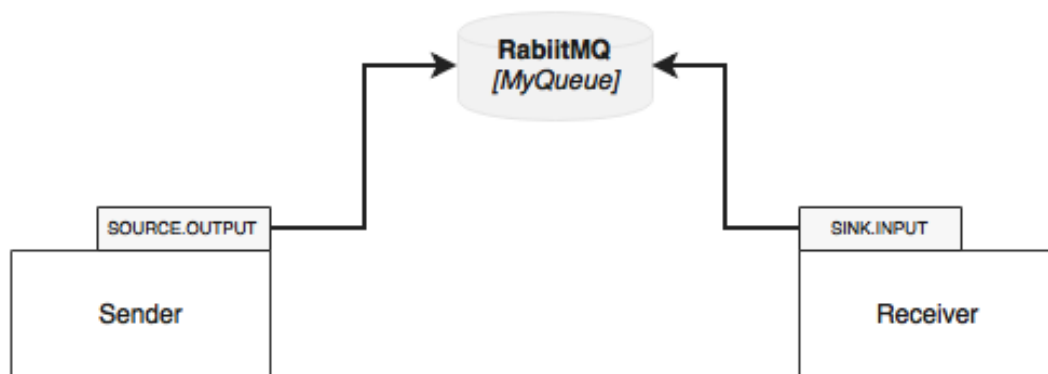 RabiitMQ
[MyQueue]
SOURCE.OUTPUT
SINK.INPUT
Sender
Receiver